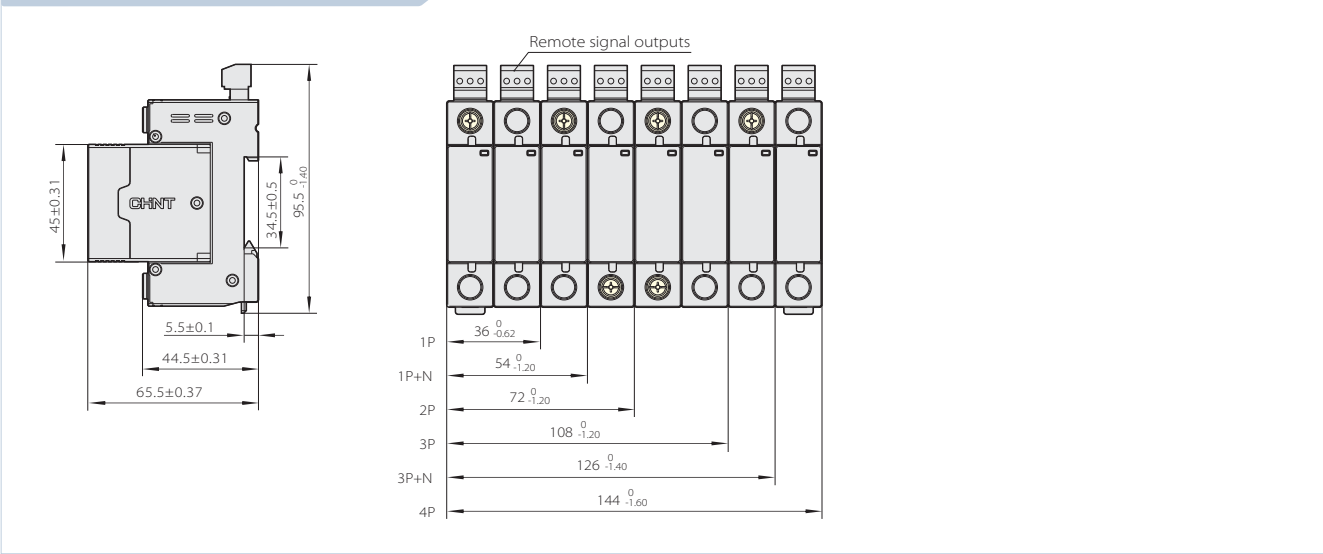 Remote signal outputs
CHNT
45±0.31
34.5±0.5
95.5 0 -1.40
5.5±0.1
44.5±0.31
65.5±0.37
1P
36 0 -0.62
1P+N
54 0 -1.20
2P
72 0 -1.20
3P
108 0 -1.20
3P+N
126 0 -1.40
4P
144 0 -1.60